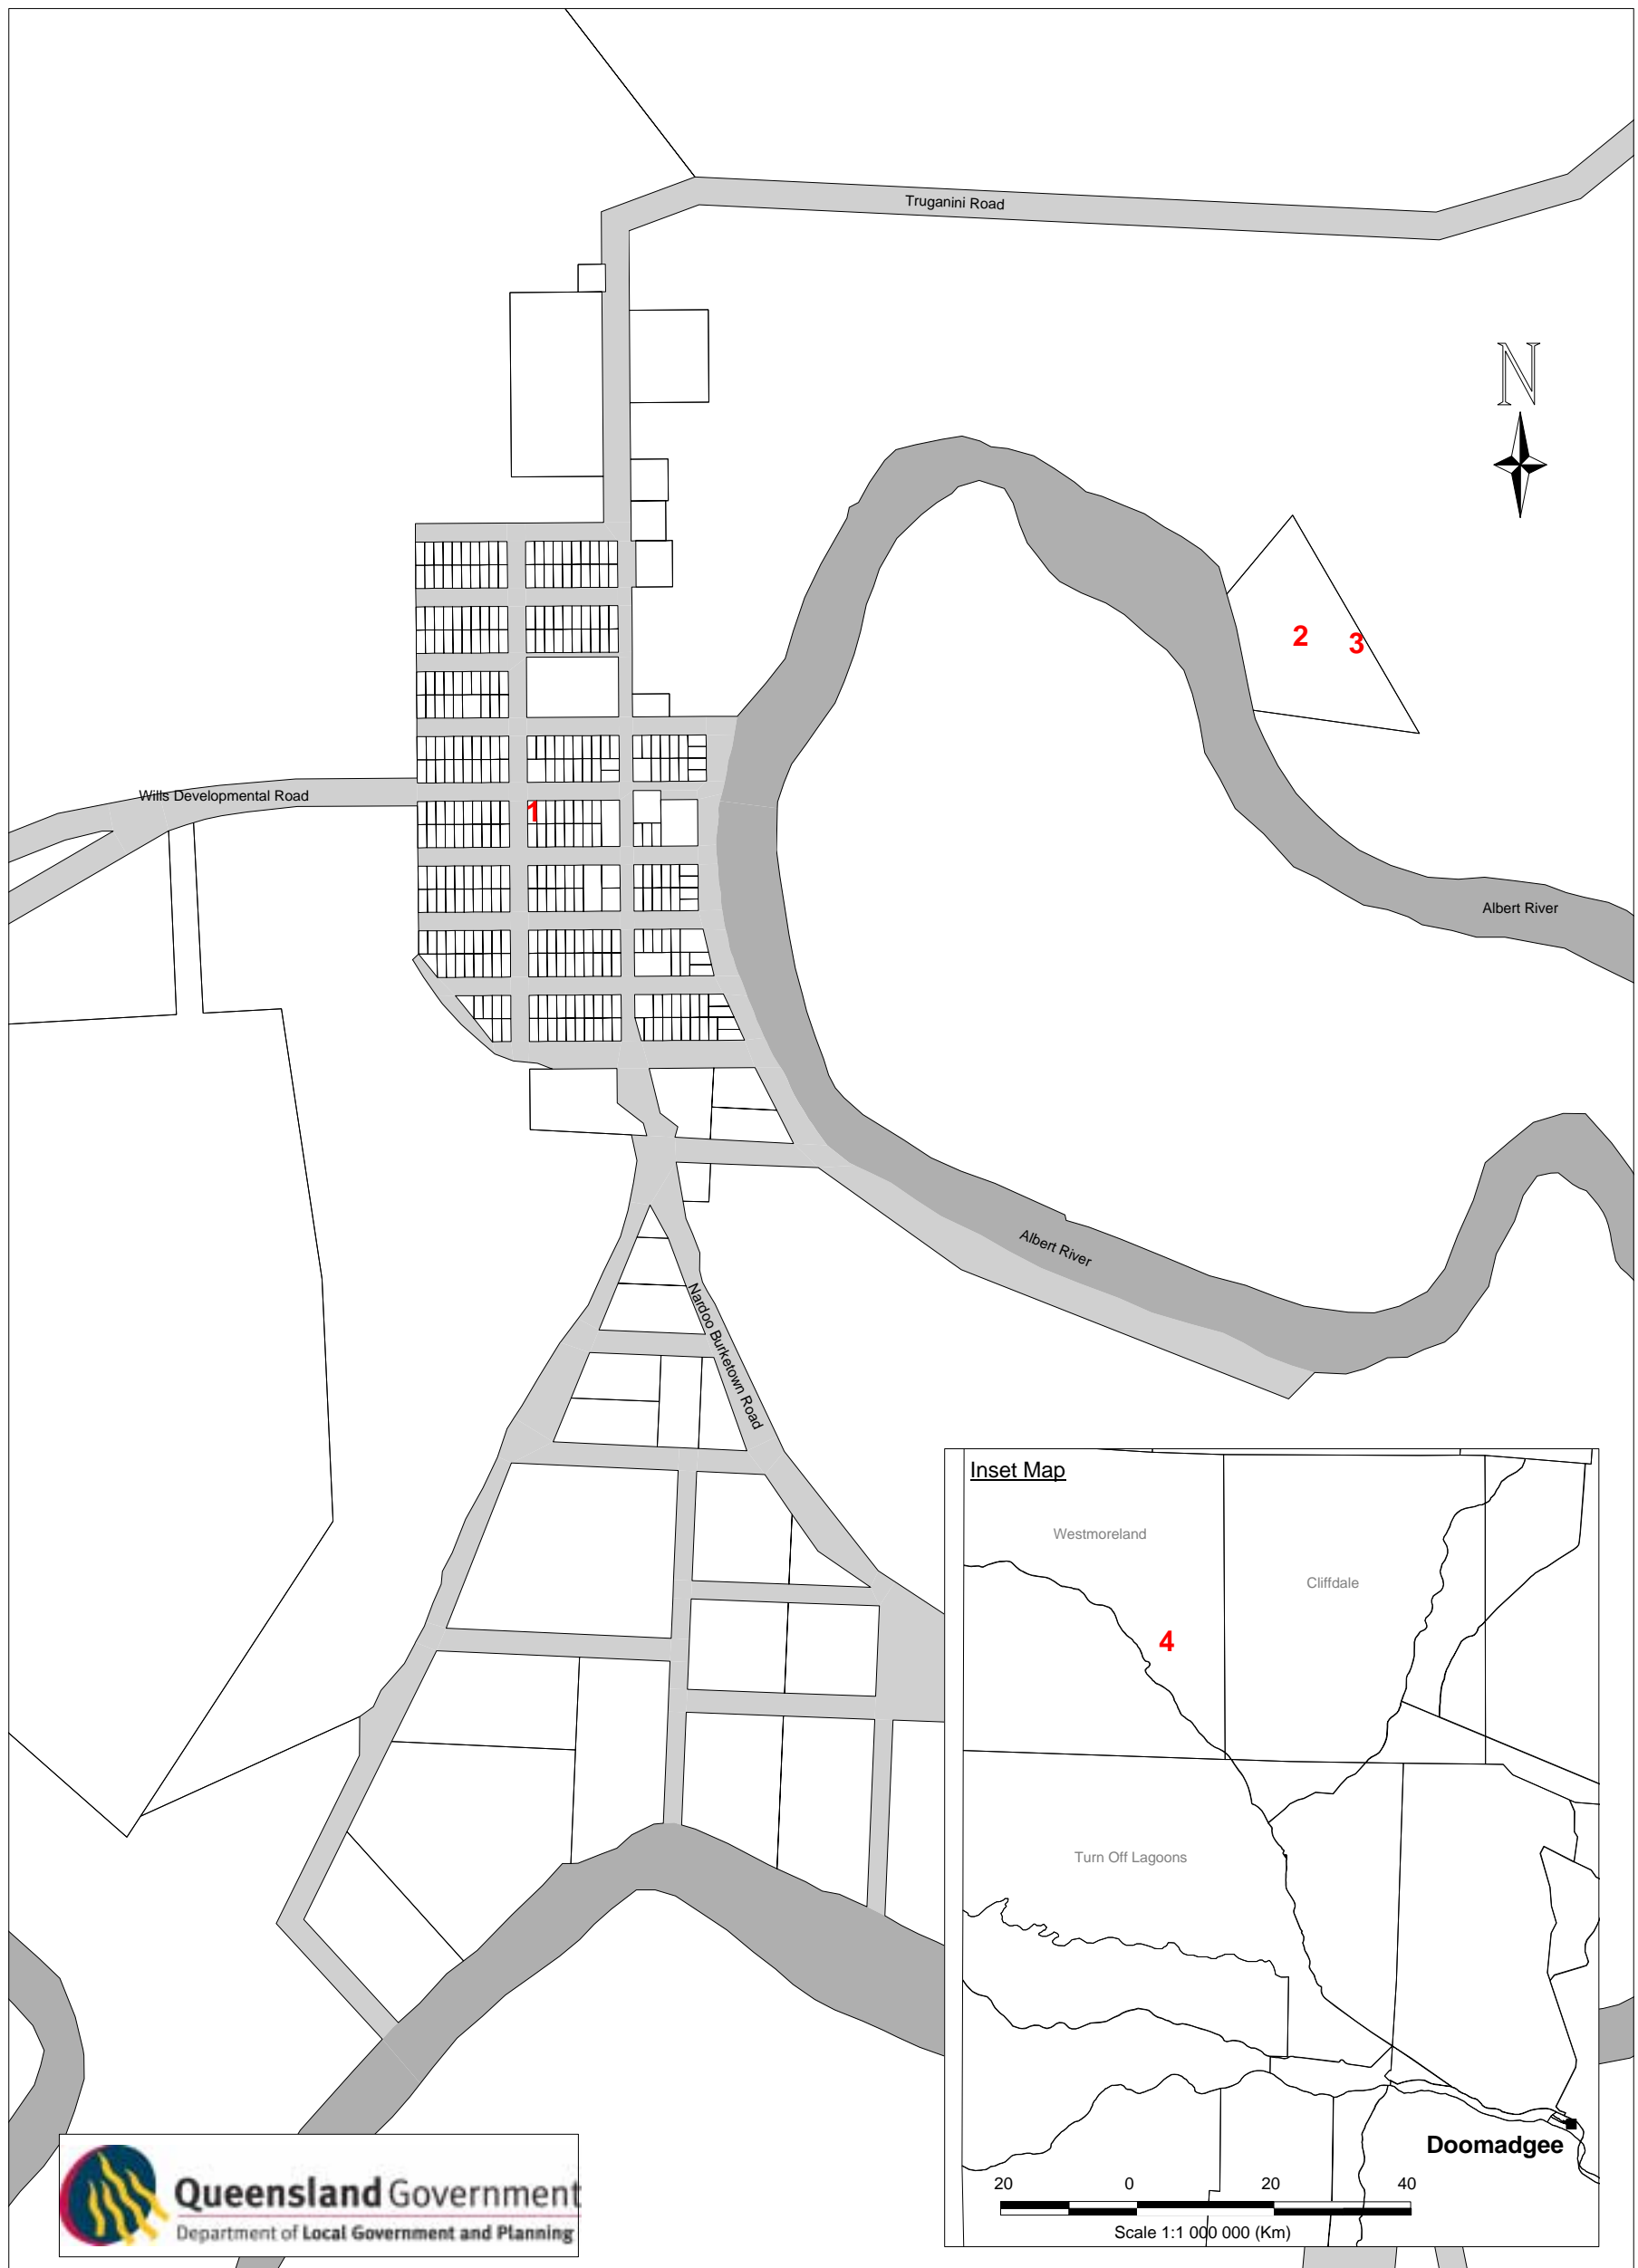 Truganini Road
N
2
3
Wills Developmental Road
1
Albert River
Albert River
Nardoo Burketown Road
Inset Map
Westmoreland
Cliffdale
4
Turn Off Lagoons
Doomadgee
20 0 20 40
Scale 1:1 000 000 (Km)
Queensland Government
Department of Local Government and Planning